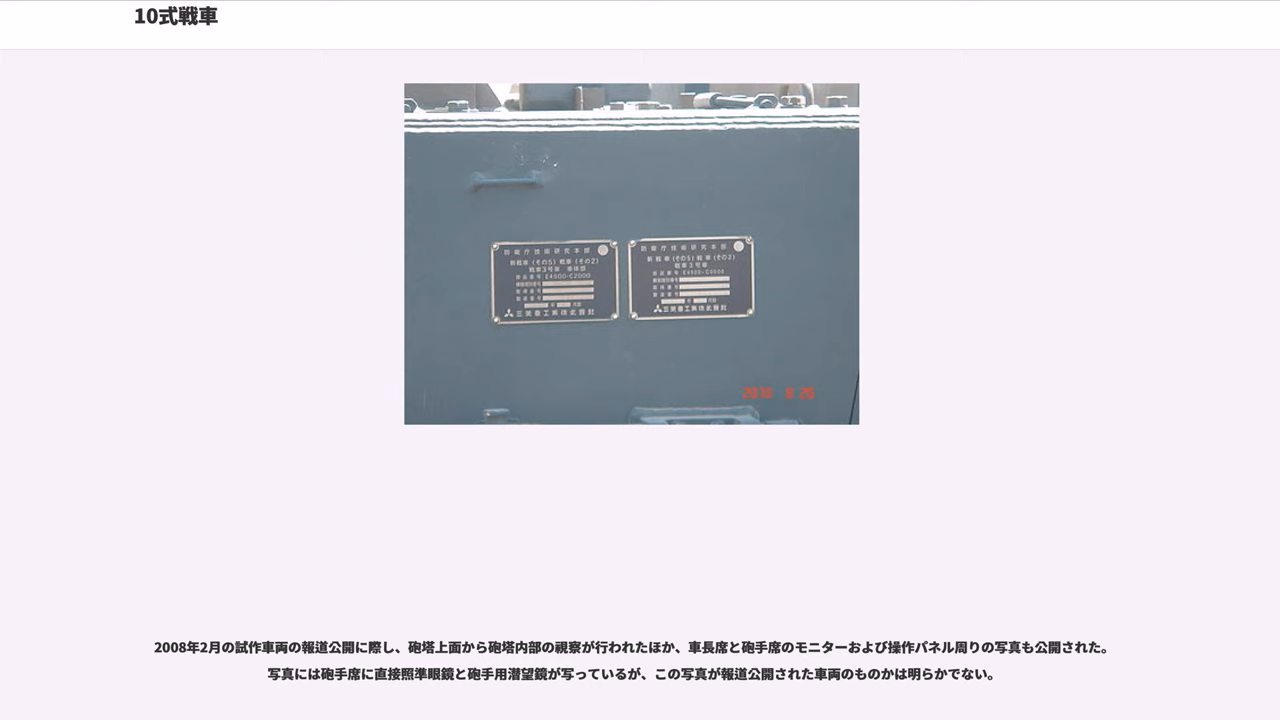 10式戦車
防衛庁技術研究本部
新戦車(その5)戦車(その2)
戦車3号車 車体部
部品番号 E4500-C2000
三菱重工業株式会社
防衛庁技術研究本部
新戦車(その5)戦車(その2)
戦車3号車
三菱重工業株式会社
2008年2月の試作車両の報道公開に際し、砲塔上面から砲塔内部の視察が行われたほか、車長席と砲手席のモニターおよび操作パネル周りの写真も公開された。
写真には砲手席に直接照準眼鏡と砲手用潜望鏡が写っているが、この写真が報道公開された車両のものかは明らかでない。